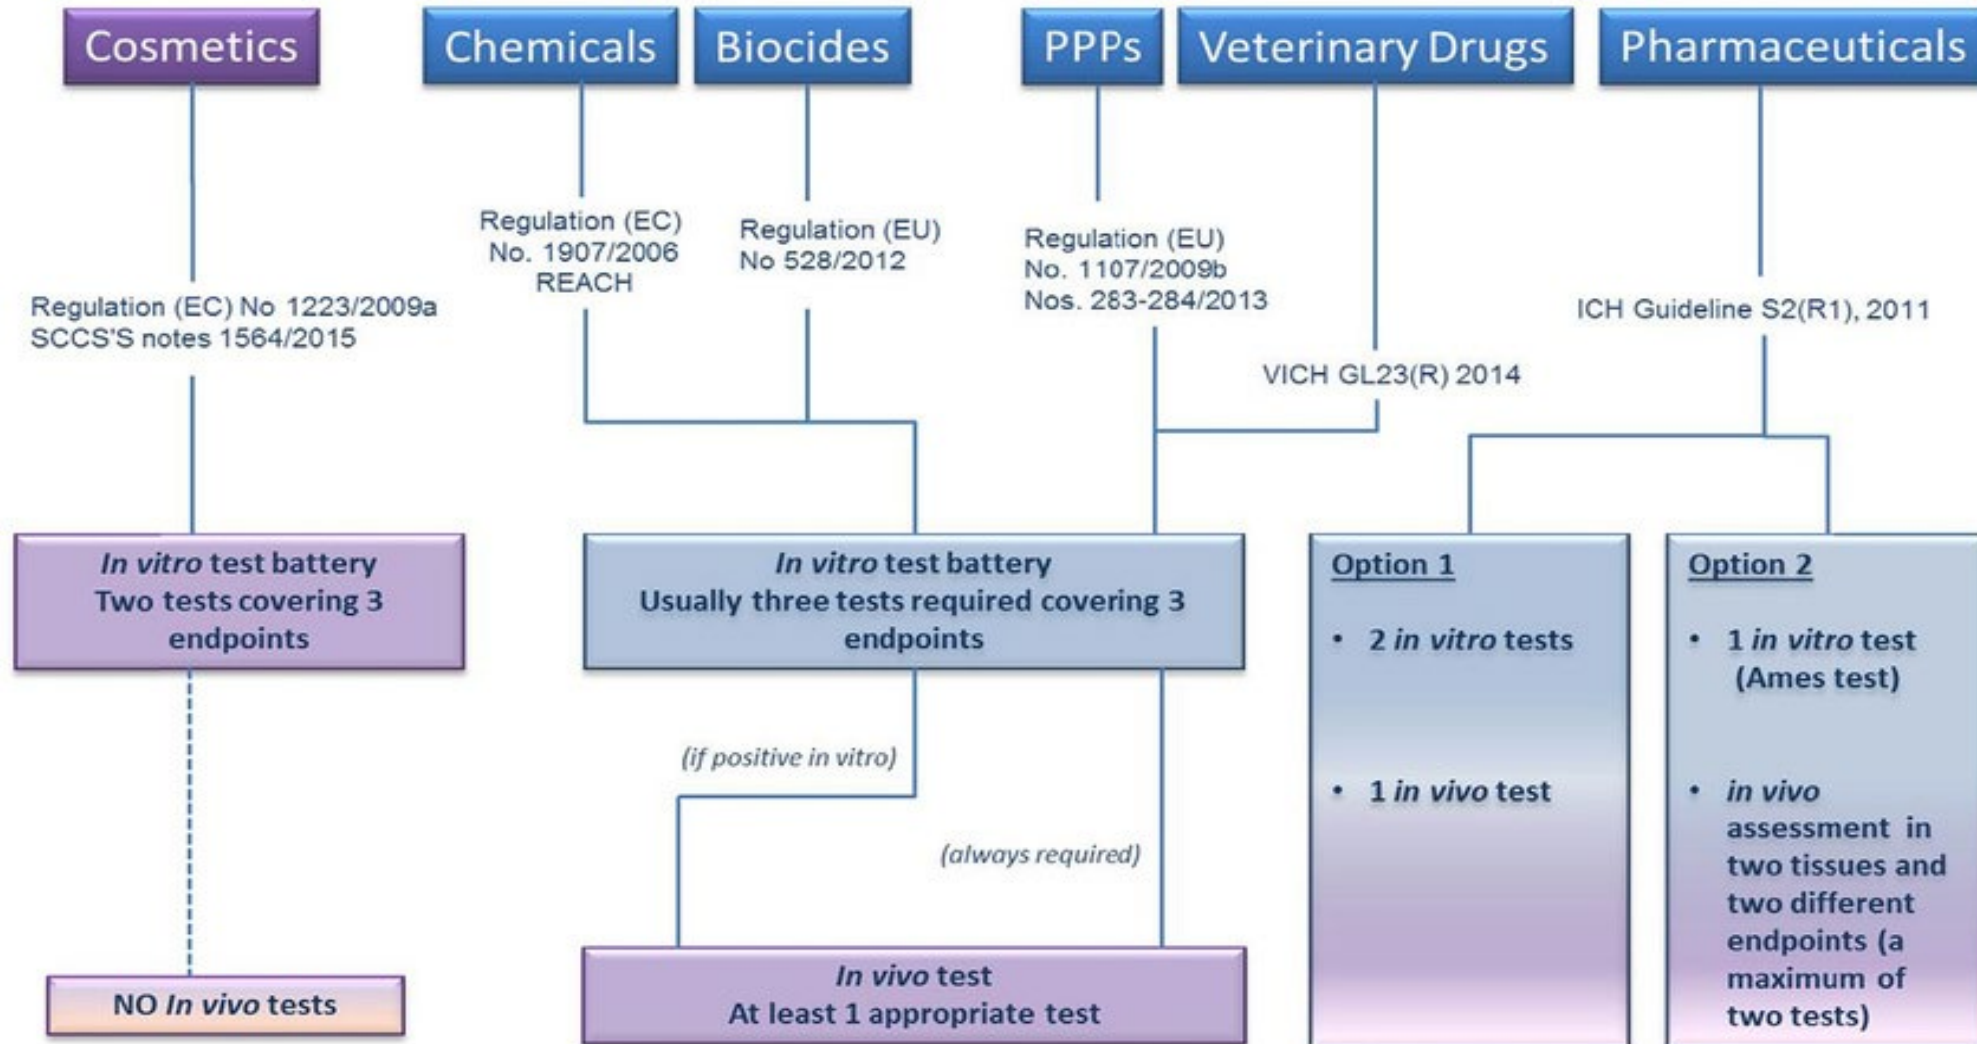 Cosmetics
Chemicals
Biocides
PPPs
Veterinary Drugs
Pharmaceuticals
Regulation (EC) No 1223/2009a
SCCS'S notes 1564/2015
Regulation (EC)
No. 1907/2006
REACH
Regulation (EU)
No 528/2012
Regulation (EU)
No. 1107/2009b
Nos. 283-284/2013
VICH GL23(R) 2014
ICH Guideline S2(R1), 2011
In vitro test battery
Two tests covering 3
endpoints
NO In vivo tests
In vitro test battery
Usually three tests required covering 3
endpoints
(if positive in vitro)
(always required)
In vivo test
At least 1 appropriate test
Option 1
• 2 in vitro tests
• 1 in vivo test
Option 2
• 1 in vitro test
(Ames test)
• in vivo
assessment in
two tissues and
two different
endpoints (a
maximum of
two tests)